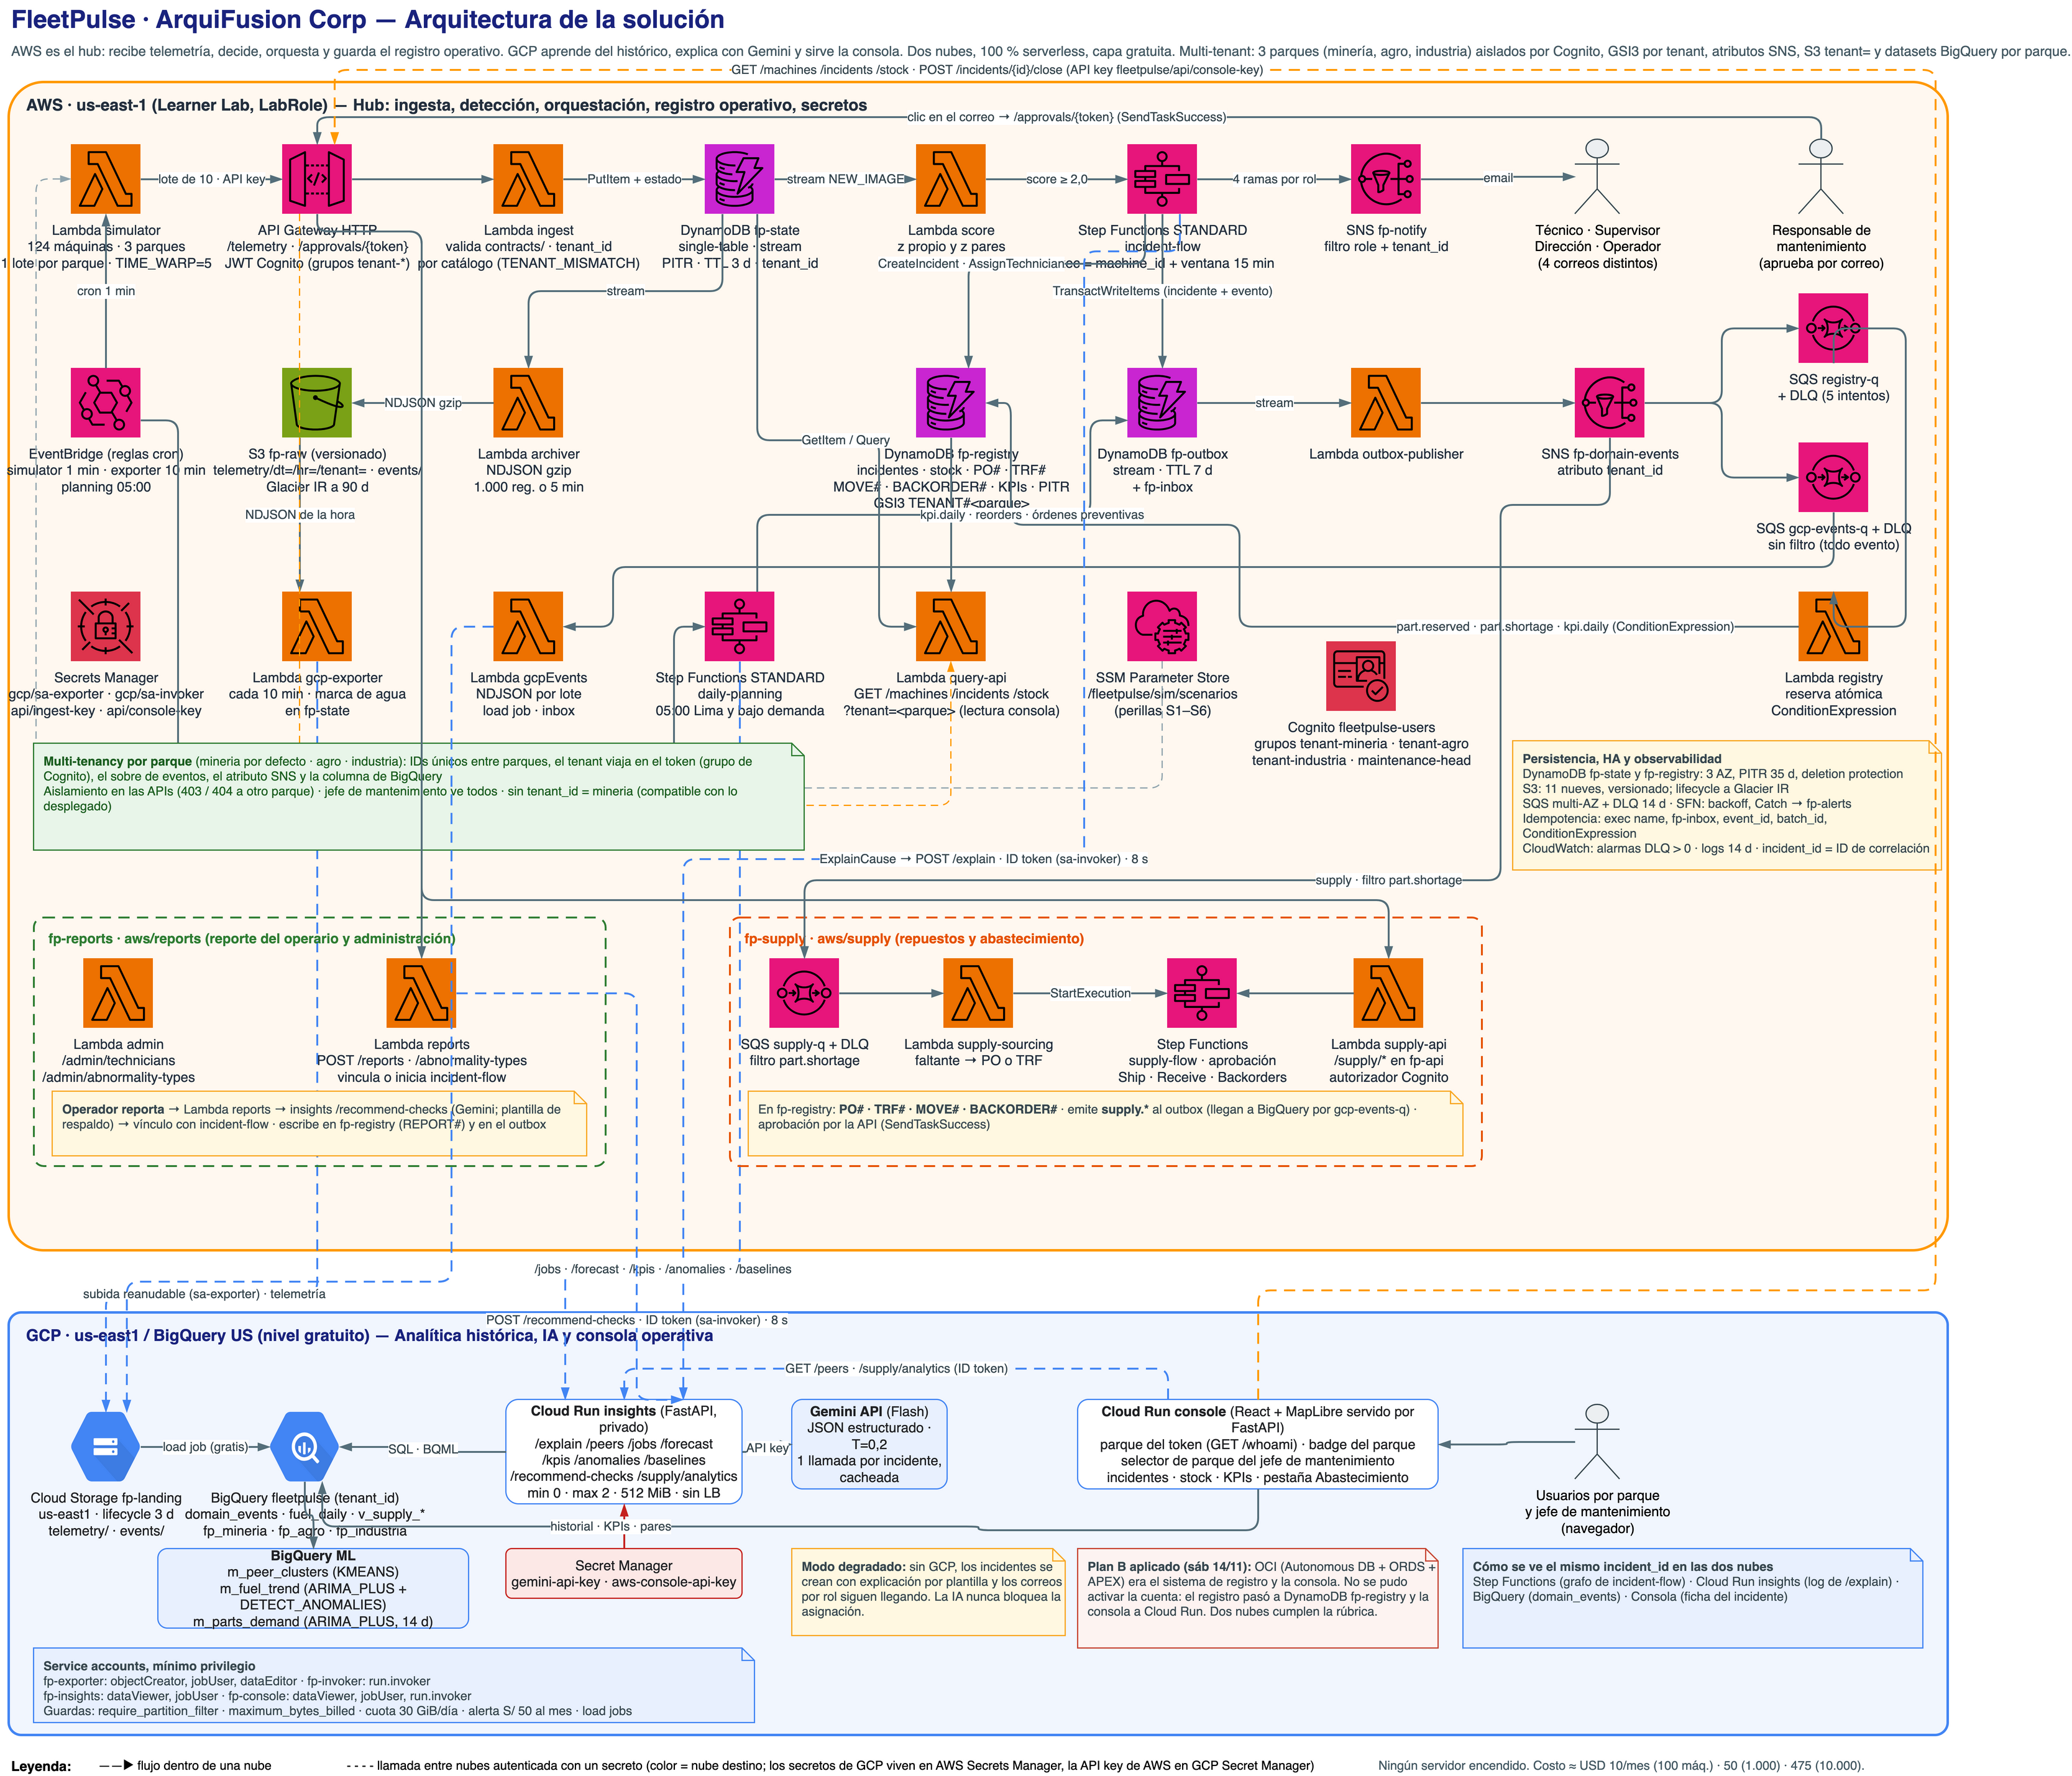 FleetPulse · ArquiFusion Corp — Arquitectura de la solución
AWS es el hub: recibe telemetría, decide, orquesta y guarda el registro operativo. GCP aprende del histórico, explica con Gemini y sirve la consola. Dos nubes, 100 % serverless, capa gratuita. Multi-tenant: 3 parques (minería, agro, industria) aislados por Cognito, GSI3 por tenant, atributos SNS, S3 tenant= y datasets BigQuery por parque.
GET /machines /incidents /stock · POST /incidents/{id}/close (API key fleetpulse/api/console-key)
AWS · us-east-1 (Learner Lab, LabRole) — Hub: ingesta, detección, orquestación, registro operativo, secretos
clic en el correo → /approvals/{token} (SendTaskSuccess)
lote de 10 · API key
PutItem + estado
stream NEW_IMAGE
score ≥ 2,0
4 ramas por rol
email
Lambda simulator
124 máquinas · 3 parques
1 lote por parque · TIME_WARP=5
API Gateway HTTP
/telemetry · /approvals/{token}
JWT Cognito (grupos tenant-*)
Lambda ingest
valida contracts/ · tenant_id
por catálogo (TENANT_MISMATCH)
DynamoDB fp-state
single-table · stream
PITR · TTL 3 d · tenant_id
Lambda score
z propio y z pares
Step Functions STANDARD
incident-flow
= machine_id + ventana 15 min
CreateIncident · AssignTechnician
SNS fp-notify
filtro role + tenant_id
Técnico · Supervisor
Dirección · Operador
(4 correos distintos)
Responsable de
mantenimiento
(aprueba por correo)
cron 1 min
stream
TransactWriteItems (incidente + evento)
NDJSON gzip
GetItem / Query
stream
SQS registry-q
+ DLQ (5 intentos)
EventBridge (reglas cron)
simulator 1 min · exporter 10 min
planning 05:00
S3 fp-raw (versionado)
telemetry/dt=/hr=/tenant= · events/
Glacier IR a 90 d
Lambda archiver
NDJSON gzip
1.000 reg. o 5 min
DynamoDB fp-registry
incidentes · stock · PO# · TRF#
MOVE# · BACKORDER# · KPIs · PITR
GSI3 TENANT#<parque>
DynamoDB fp-outbox
stream · TTL 7 d
+ fp-inbox
Lambda outbox-publisher
SNS fp-domain-events
atributo tenant_id
SQS gcp-events-q + DLQ
sin filtro (todo evento)
NDJSON de la hora
kpi.daily · reorders · órdenes preventivas
part.reserved · part.shortage · kpi.daily (ConditionExpression)
Secrets Manager
gcp/sa-exporter · gcp/sa-invoker
api/ingest-key · api/console-key
Lambda gcp-exporter
cada 10 min · marca de agua
en fp-state
Lambda gcpEvents
NDJSON por lote
load job · inbox
Step Functions STANDARD
daily-planning
05:00 Lima y bajo demanda
Lambda query-api
GET /machines /incidents /stock
?tenant=<parque> (lectura consola)
SSM Parameter Store
/fleetpulse/sim/scenarios
(perillas S1–S6)
Cognito fleetpulse-users
grupos tenant-mineria · tenant-agro
tenant-industria · maintenance-head
Lambda registry
reserva atómica
ConditionExpression
Multi-tenancy por parque (mineria por defecto · agro · industria): IDs únicos entre parques, el tenant viaja en el token (grupo de
Cognito), el sobre de eventos, el atributo SNS y la columna de BigQuery
Aislamiento en las APIs (403 / 404 a otro parque) · jefe de mantenimiento ve todos · sin tenant_id = mineria (compatible con lo
desplegado)
Persistencia, HA y observabilidad
DynamoDB fp-state y fp-registry: 3 AZ, PITR 35 d, deletion protection
S3: 11 nueves, versionado; lifecycle a Glacier IR
SQS multi-AZ + DLQ 14 d · SFN: backoff, Catch → fp-alerts
Idempotencia: exec name, fp-inbox, event_id, batch_id,
ConditionExpression
CloudWatch: alarmas DLQ > 0 · logs 14 d · incident_id = ID de correlación
ExplainCause → POST /explain · ID token (sa-invoker) · 8 s
supply · filtro part.shortage
fp-reports · aws/reports (reporte del operario y administración)
Lambda admin
/admin/technicians
/admin/abnormality-types
Lambda reports
POST /reports · /abnormality-types
vincula o inicia incident-flow
Operador reporta → Lambda reports → insights /recommend-checks (Gemini; plantilla de
respaldo) → vínculo con incident-flow · escribe en fp-registry (REPORT#) y en el outbox
fp-supply · aws/supply (repuestos y abastecimiento)
StartExecution
SQS supply-q + DLQ
filtro part.shortage
Lambda supply-sourcing
faltante → PO o TRF
Step Functions
supply-flow · aprobación
Ship · Receive · Backorders
Lambda supply-api
/supply/* en fp-api
autorizador Cognito
En fp-registry: PO# · TRF# · MOVE# · BACKORDER# · emite supply.* al outbox (llegan a BigQuery por gcp-events-q) ·
aprobación por la API (SendTaskSuccess)
/jobs · /forecast · /kpis · /anomalies · /baselines
subida reanudable (sa-exporter) · telemetría
POST /recommend-checks · ID token (sa-invoker) · 8 s
GCP · us-east1 / BigQuery US (nivel gratuito) — Analítica histórica, IA y consola operativa
GET /peers · /supply/analytics (ID token)
load job (gratis)
SQL · BQML
API key
Cloud Run insights (FastAPI,
privado)
/explain /peers /jobs /forecast
/kpis /anomalies /baselines
/recommend-checks /supply/analytics
min 0 · max 2 · 512 MiB · sin LB
Gemini API (Flash)
JSON estructurado ·
T=0,2
1 llamada por incidente,
cacheada
Cloud Run console (React + MapLibre servido por
FastAPI)
parque del token (GET /whoami) · badge del parque
selector de parque del jefe de mantenimiento
incidentes · stock · KPIs · pestaña Abastecimiento
Cloud Storage fp-landing
us-east1 · lifecycle 3 d
telemetry/ · events/
BigQuery fleetpulse (tenant_id)
domain_events · fuel_daily · v_supply_*
fp_mineria · fp_agro · fp_industria
Usuarios por parque
y jefe de mantenimiento
(navegador)
historial · KPIs · pares
BigQuery ML
m_peer_clusters (KMEANS)
m_fuel_trend (ARIMA_PLUS +
DETECT_ANOMALIES)
m_parts_demand (ARIMA_PLUS, 14 d)
Secret Manager
gemini-api-key · aws-console-api-key
Modo degradado: sin GCP, los incidentes se
crean con explicación por plantilla y los correos
por rol siguen llegando. La IA nunca bloquea la
asignación.
Plan B aplicado (sáb 14/11): OCI (Autonomous DB + ORDS +
APEX) era el sistema de registro y la consola. No se pudo
activar la cuenta: el registro pasó a DynamoDB fp-registry y la
consola a Cloud Run. Dos nubes cumplen la rúbrica.
Cómo se ve el mismo incident_id en las dos nubes
Step Functions (grafo de incident-flow) · Cloud Run insights (log de /explain) ·
BigQuery (domain_events) · Consola (ficha del incidente)
Service accounts, mínimo privilegio
fp-exporter: objectCreator, jobUser, dataEditor · fp-invoker: run.invoker
fp-insights: dataViewer, jobUser · fp-console: dataViewer, jobUser, run.invoker
Guardas: require_partition_filter · maximum_bytes_billed · cuota 30 GiB/día · alerta S/ 50 al mes · load jobs
Leyenda:
flujo dentro de una nube
llamada entre nubes autenticada con un secreto (color = nube destino; los secretos de GCP viven en AWS Secrets Manager, la API key de AWS en GCP Secret Manager)
Ningún servidor encendido. Costo ≈ USD 10/mes (100 máq.) · 50 (1.000) · 475 (10.000).